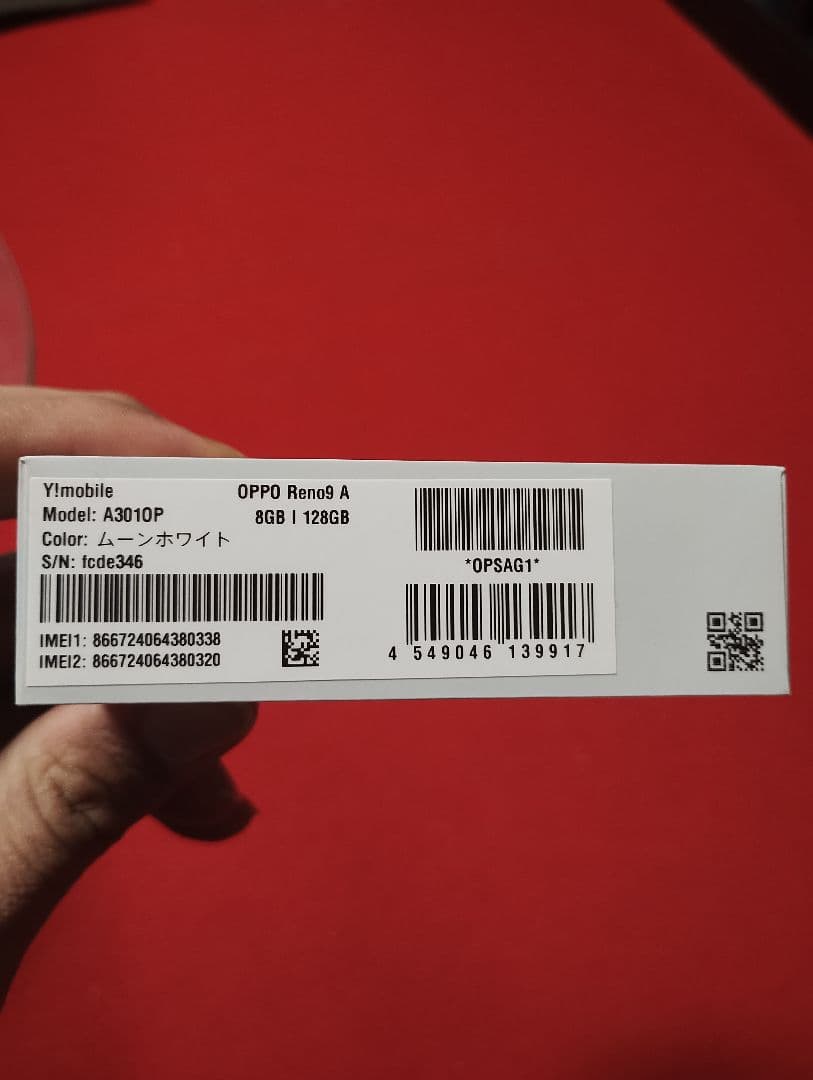 Y!mobile
OPPO Reno9 A
Model: A301OP
8GB | 128GB
Color: ムーンホワイト
S/N: fcde346
IMEI1: 866724064380338
IMEI2: 866724064380320
*OPSAG1*
4 549046 139917